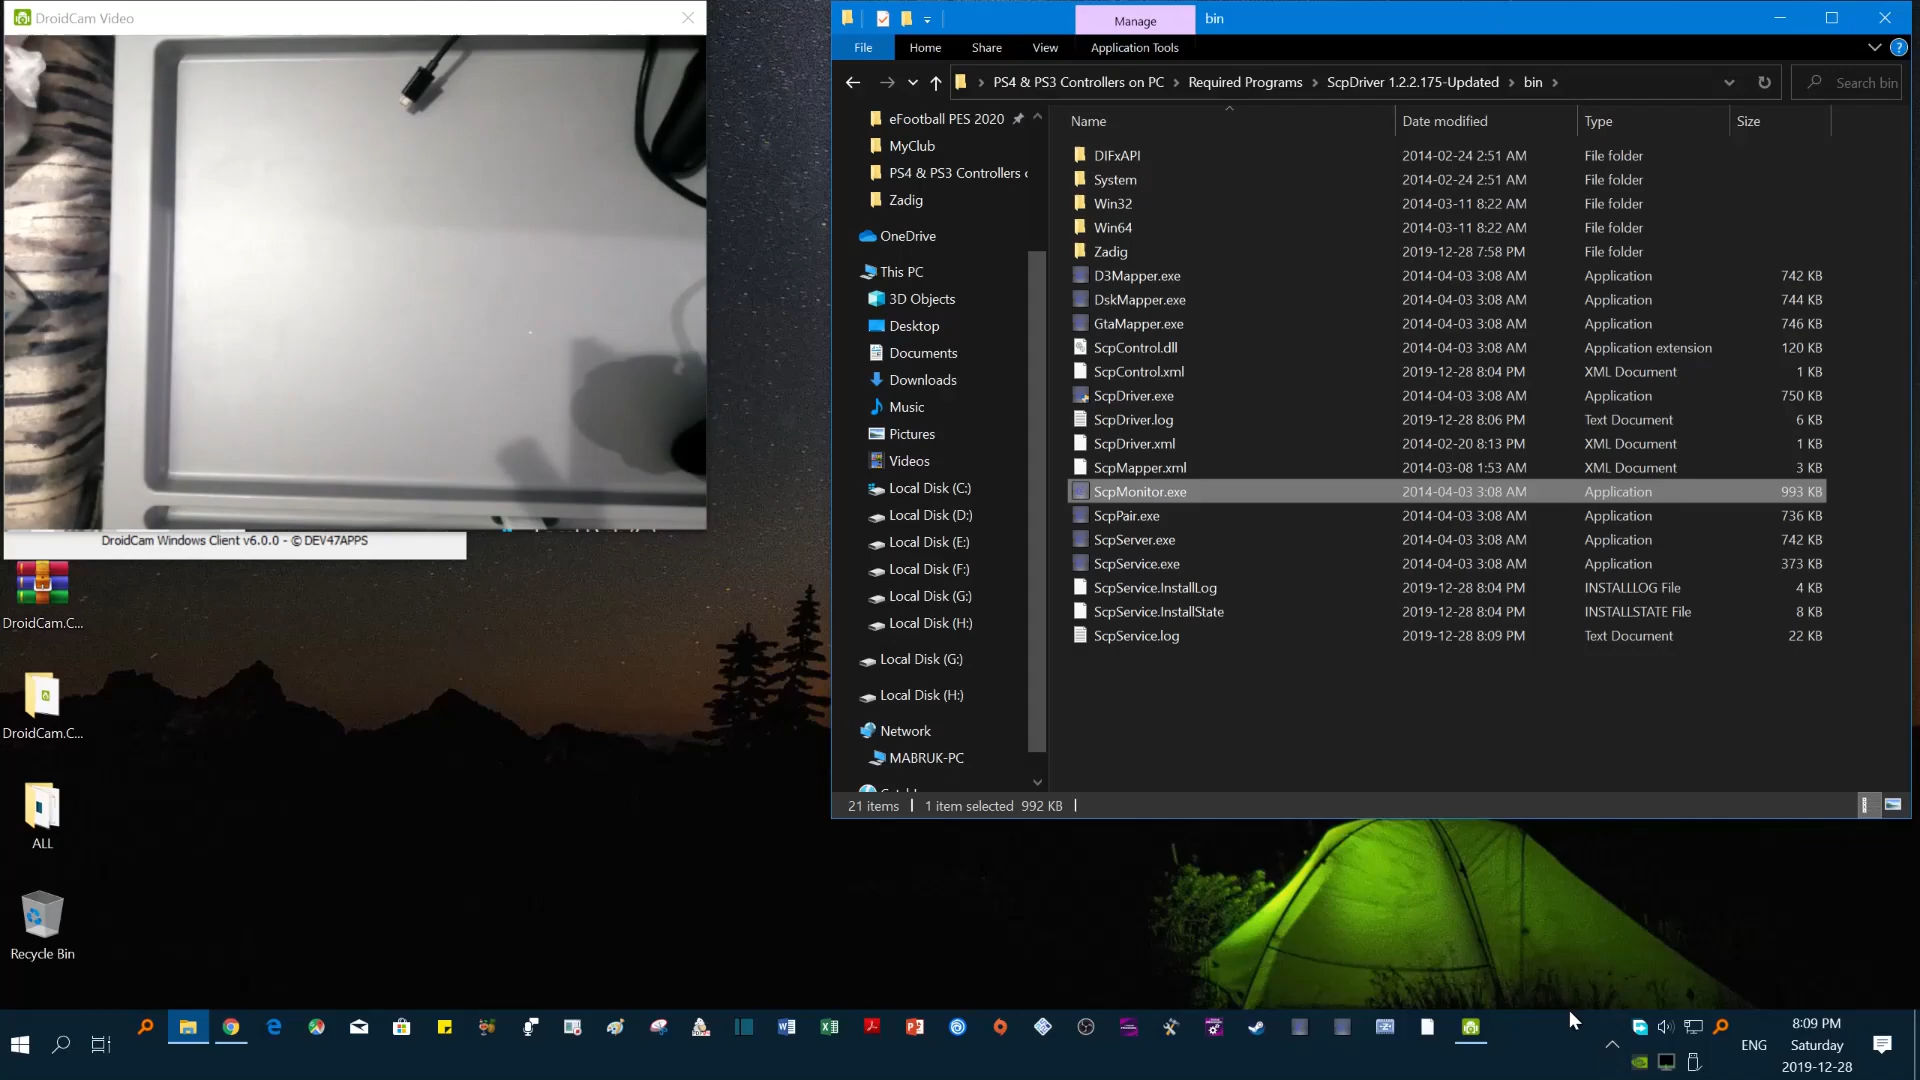 DroidCam Video
DroidCam Windows Client v6.0.0 - © DEV47APPS
DroidCam.C...
DroidCam.C...
ALL
Recycle Bin
Manage
bin
File
Home
Share
View
Application Tools
PS4 & PS3 Controllers on PC
Required Programs
ScpDriver 1.2.2.175-Updated
bin
Search bin
eFootball PES 2020
MyClub
PS4 & PS3 Controllers
Zadig
OneDrive
This PC
3D Objects
Desktop
Documents
Downloads
Music
Pictures
Videos
Local Disk (C:)
Local Disk (D:)
Local Disk (E:)
Local Disk (F:)
Local Disk (G:)
Local Disk (H:)
Local Disk (G:)
Local Disk (H:)
Network
MABRUK-PC
Name Date modified Type Size
DIFxAPI 2014-02-24 2:51 AM File folder
System 2014-02-24 2:51 AM File folder
Win32 2014-03-11 8:22 AM File folder
Win64 2014-03-11 8:22 AM File folder
Zadig 2019-12-28 7:58 PM File folder
D3Mapper.exe 2014-04-03 3:08 AM Application 742 KB
DskMapper.exe 2014-04-03 3:08 AM Application 744 KB
GtaMapper.exe 2014-04-03 3:08 AM Application 746 KB
ScpControl.dll 2014-04-03 3:08 AM Application extension 120 KB
ScpControl.xml 2019-12-28 8:04 PM XML Document 1 KB
ScpDriver.exe 2014-04-03 3:08 AM Application 750 KB
ScpDriver.log 2019-12-28 8:06 PM Text Document 6 KB
ScpDriver.xml 2014-02-20 8:13 PM XML Document 1 KB
ScpMapper.xml 2014-03-08 1:53 AM XML Document 3 KB
ScpMonitor.exe 2014-04-03 3:08 AM Application 993 KB
ScpPair.exe 2014-04-03 3:08 AM Application 736 KB
ScpServer.exe 2014-04-03 3:08 AM Application 742 KB
ScpService.exe 2014-04-03 3:08 AM Application 373 KB
ScpService.InstallLog 2019-12-28 8:04 PM INSTALLLOG File 4 KB
ScpService.InstallState 2019-12-28 8:04 PM INSTALLSTATE File 8 KB
ScpService.log 2019-12-28 8:09 PM Text Document 22 KB
21 items 1 item selected 992 KB
ENG
8:09 PM
Saturday
2019-12-28